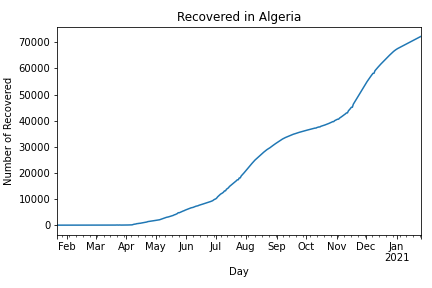 Recovered in Algeria
Number of Recovered
70000
60000
50000
40000
30000
20000
10000
0
Feb Mar Apr May Jun Jul Aug Sep Oct Nov Dec Jan
2021
Day